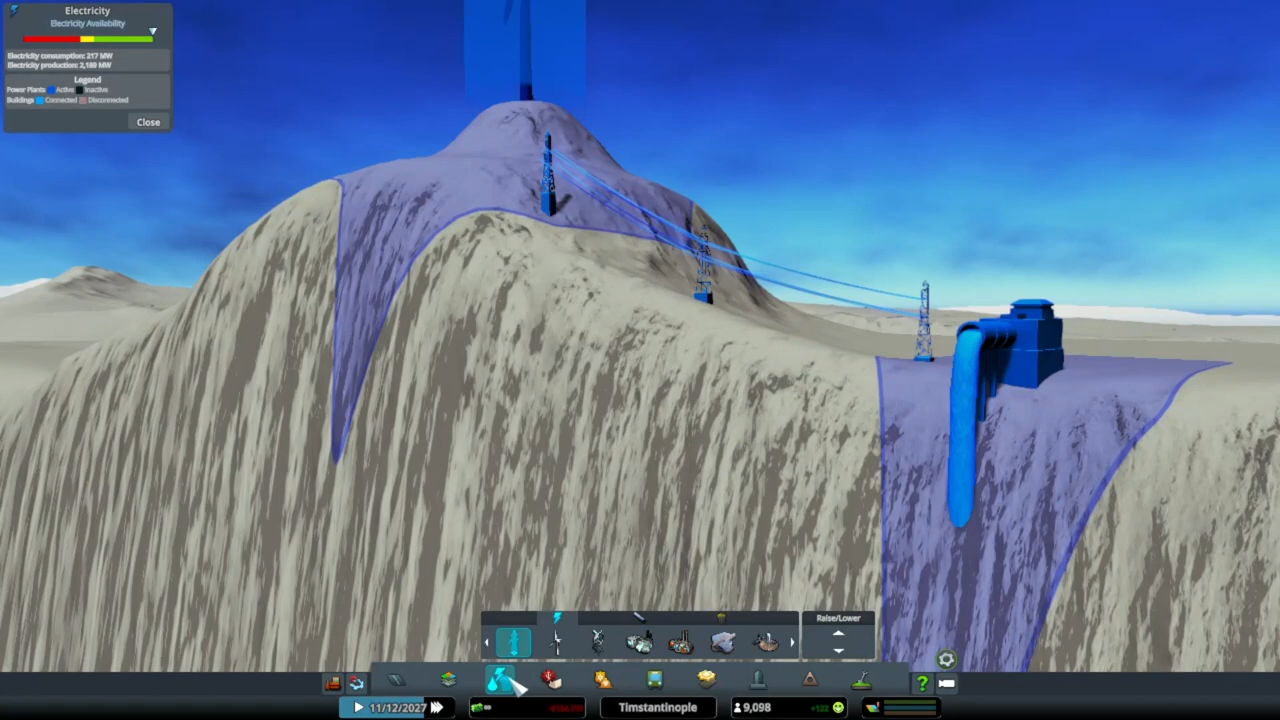 Electricity
Electricity Availability
Electricity consumption: 217 MW
Electricity production: 2,189 MW
Legend
Power Plants Active Inactive
Buildings Connected Disconnected
Close
Raise/Lower
?
11/12/2027
Timstantinople
9,098